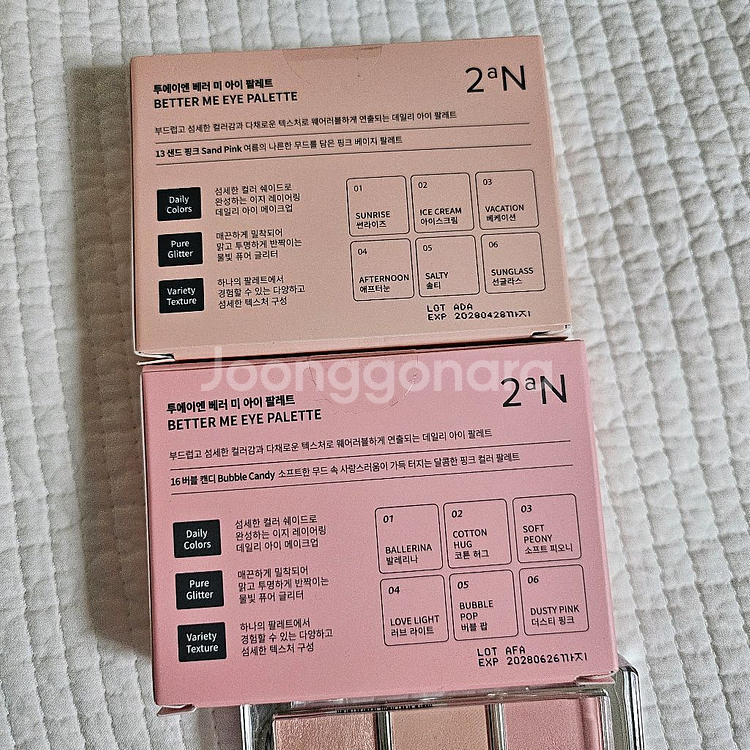 투에이엔 베러 미 아이 팔레트
BETTER ME EYE PALETTE
2aN
부드럽고 섬세한 컬러감과 다채로운 텍스처로 웨어러블하게 연출되는 데일리 아이 팔레트
13 샌드 핑크 Sand Pink 여름의 나른한 무드를 담은 핑크 베이지 팔레트
Daily
Colors
섬세한 컬러 쉐이드로
완성하는 이지 레이어링
데일리 아이 메이크업
Pure
Glitter
매끈하게 밀착되어
맑고 투명하게 반짝이는
물빛 퓨어 글리터
Variety
Texture
하나의 팔레트에서
경험할 수 있는 다양하고
섬세한 텍스처 구성
01
SUNRISE
썬라이즈
02
ICE CREAM
아이스크림
03
VACATION
베케이션
04
AFTERNOON
애프터눈
05
SALTY
솔티
06
SUNGLASS
선글라스
LOT ADA
EXP 20280428까지
Joonggonara
투에이엔 베러 미 아이 팔레트
BETTER ME EYE PALETTE
2aN
부드럽고 섬세한 컬러감과 다채로운 텍스처로 웨어러블하게 연출되는 데일리 아이 팔레트
16 버블 캔디 Bubble Candy 소프트한 무드 속 사랑스러움이 가득 터지는 달콤한 핑크 컬러 팔레트
Daily
Colors
섬세한 컬러 쉐이드로
완성하는 이지 레이어링
데일리 아이 메이크업
Pure
Glitter
매끈하게 밀착되어
맑고 투명하게 반짝이는
물빛 퓨어 글리터
Variety
Texture
하나의 팔레트에서
경험할 수 있는 다양하고
섬세한 텍스처 구성
01
BALLERINA
발레리나
02
COTTON
HUG
코튼 허그
03
SOFT
PEONY
소프트 피오니
04
LOVE LIGHT
러브 라이트
05
BUBBLE
POP
버블 팝
06
DUSTY PINK
더스티 핑크
LOT AFA
EXP 20280626까지